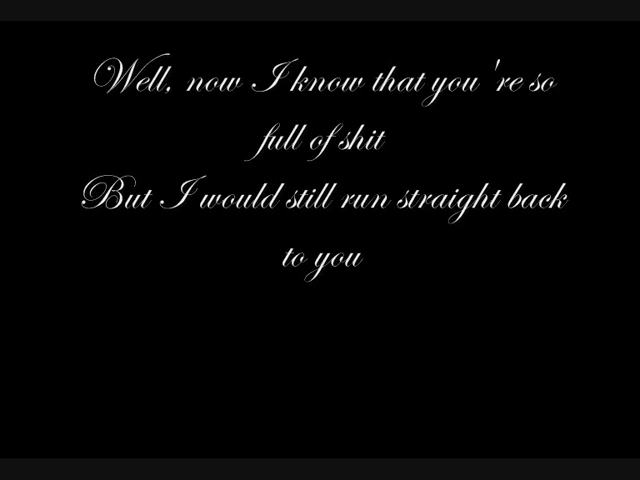 Well, now I know that you 're so
full of shit
But I would still run straight back
to you